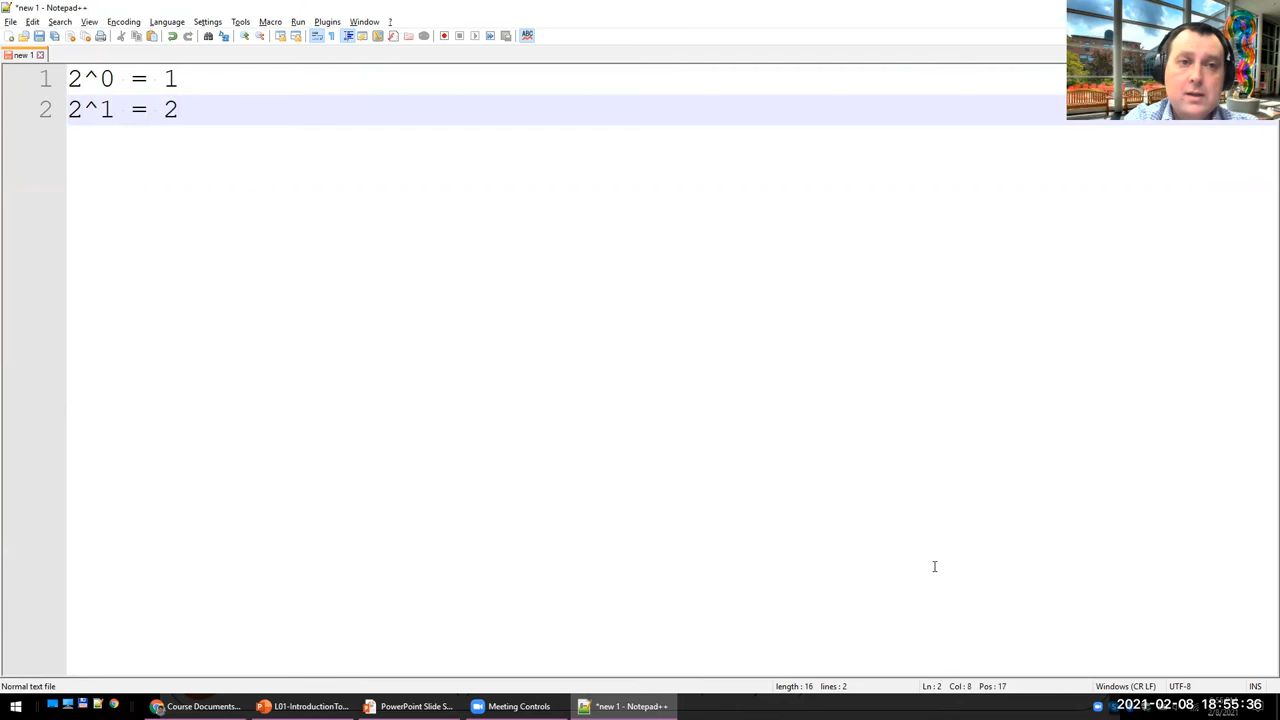 *new 1 - Notepad++
File Edit Search View Encoding Language Settings Tools Macro Run Plugins Window ?
new 1
1 2^0 = 1
2 2^1 = 2
Normal text file length : 16 lines : 2 Ln : 2 Col : 8 Pos : 17 Windows (CR LF) UTF-8 INS
Course Documents... L01-IntroductionTo... PowerPoint Slide S... Meeting Controls *new 1 - Notepad++ 2021-02-08 18:55:36
2/8/2021